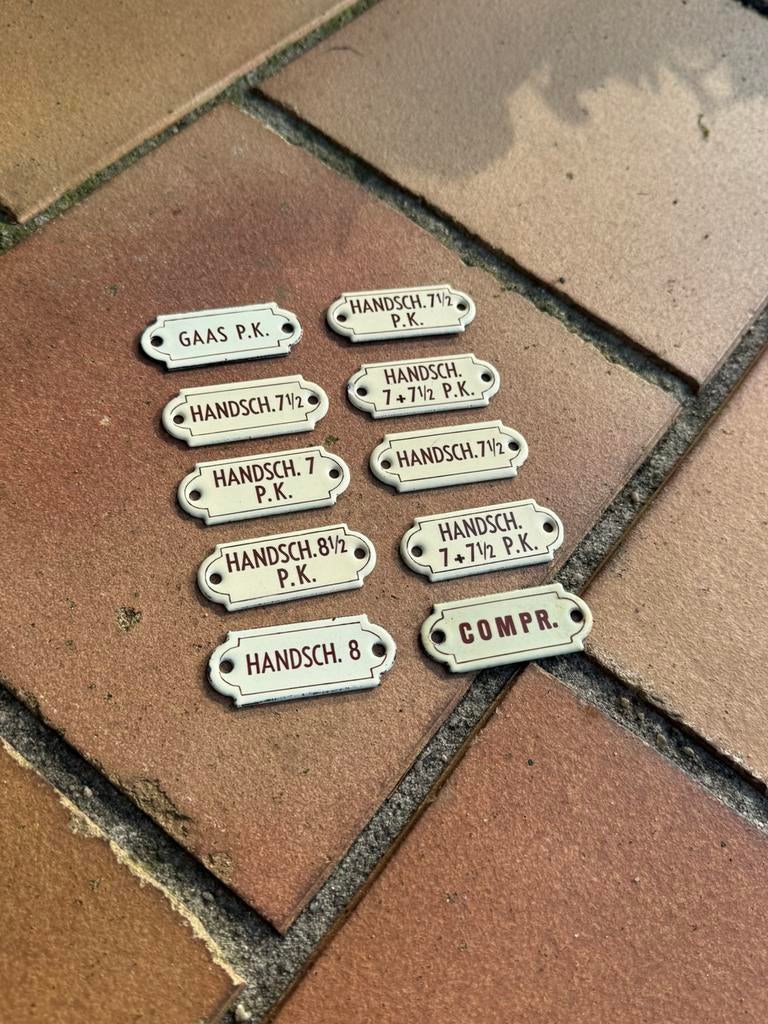 GAAS P.K.
HANDSCH.7½
HANDSCH. 7
P.K.
HANDSCH.8½
P.K.
HANDSCH. 8
HANDSCH.7½
P.K.
HANDSCH.
7+7½ P.K.
HANDSCH.7½
HANDSCH.
7+7½ P.K.
COMPR.